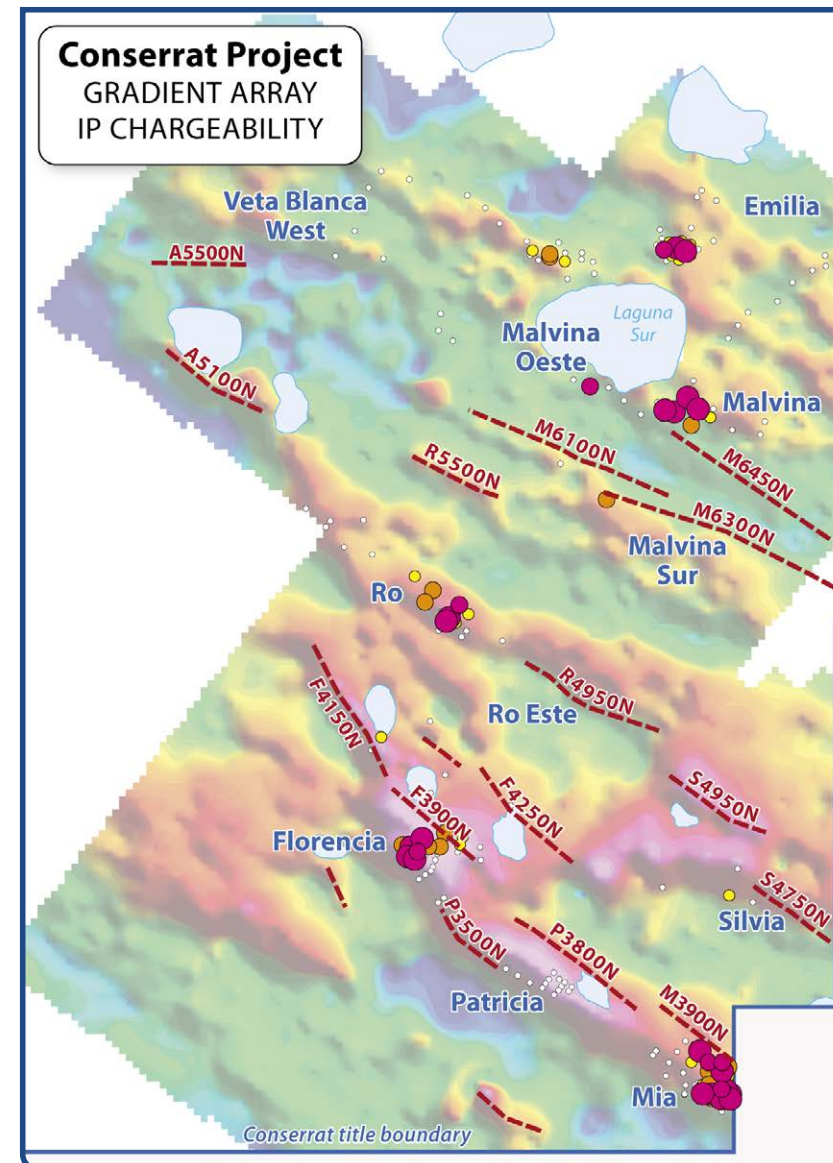 Conserrat Project
GRADIENT ARRAY
IP CHARGEABILITY
Veta Blanca
West
Emilia
A5500N
Laguna
Sur
Malvina
Oeste
A5100N
Malvina
M6100N
M6450N
R5500N
M6300N
Malvina
Sur
Ro
R4950N
F4150N
Ro Este
F4250N
S4950N
F3900N
Florencia
S4750N
Silvia
P3500N
P3800N
Patricia
M3900N
Mia
Conserrat title boundary